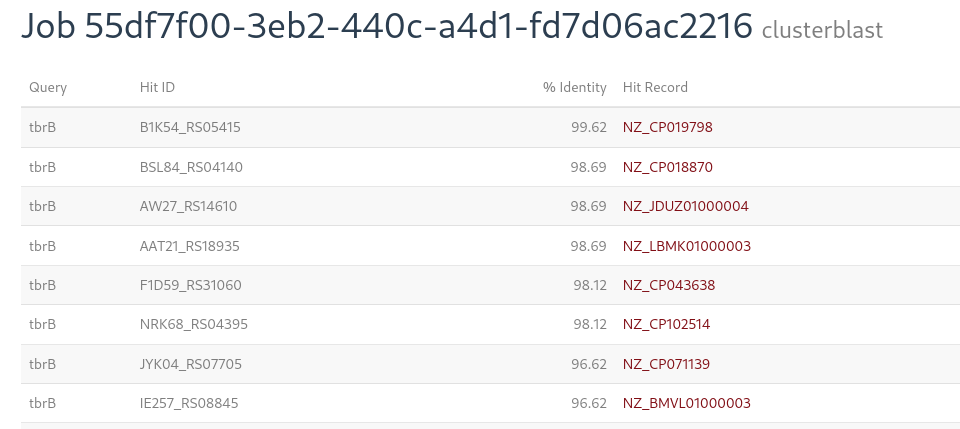 Job 55df7f00-3eb2-440c-a4d1-fd7d06ac2216 clusterblast
Query Hit ID % Identity Hit Record
tbrB B1K54_RS05415 99.62 NZ_CP019798
tbrB BSL84_RS04140 98.69 NZ_CP018870
tbrB AW27_RS14610 98.69 NZ_JDUZ01000004
tbrB AAT21_RS18935 98.69 NZ_LBMK01000003
tbrB F1D59_RS31060 98.12 NZ_CP043638
tbrB NRK68_RS04395 98.12 NZ_CP102514
tbrB JYK04_RS07705 96.62 NZ_CP071139
tbrB IE257_RS08845 96.62 NZ_BMVL01000003